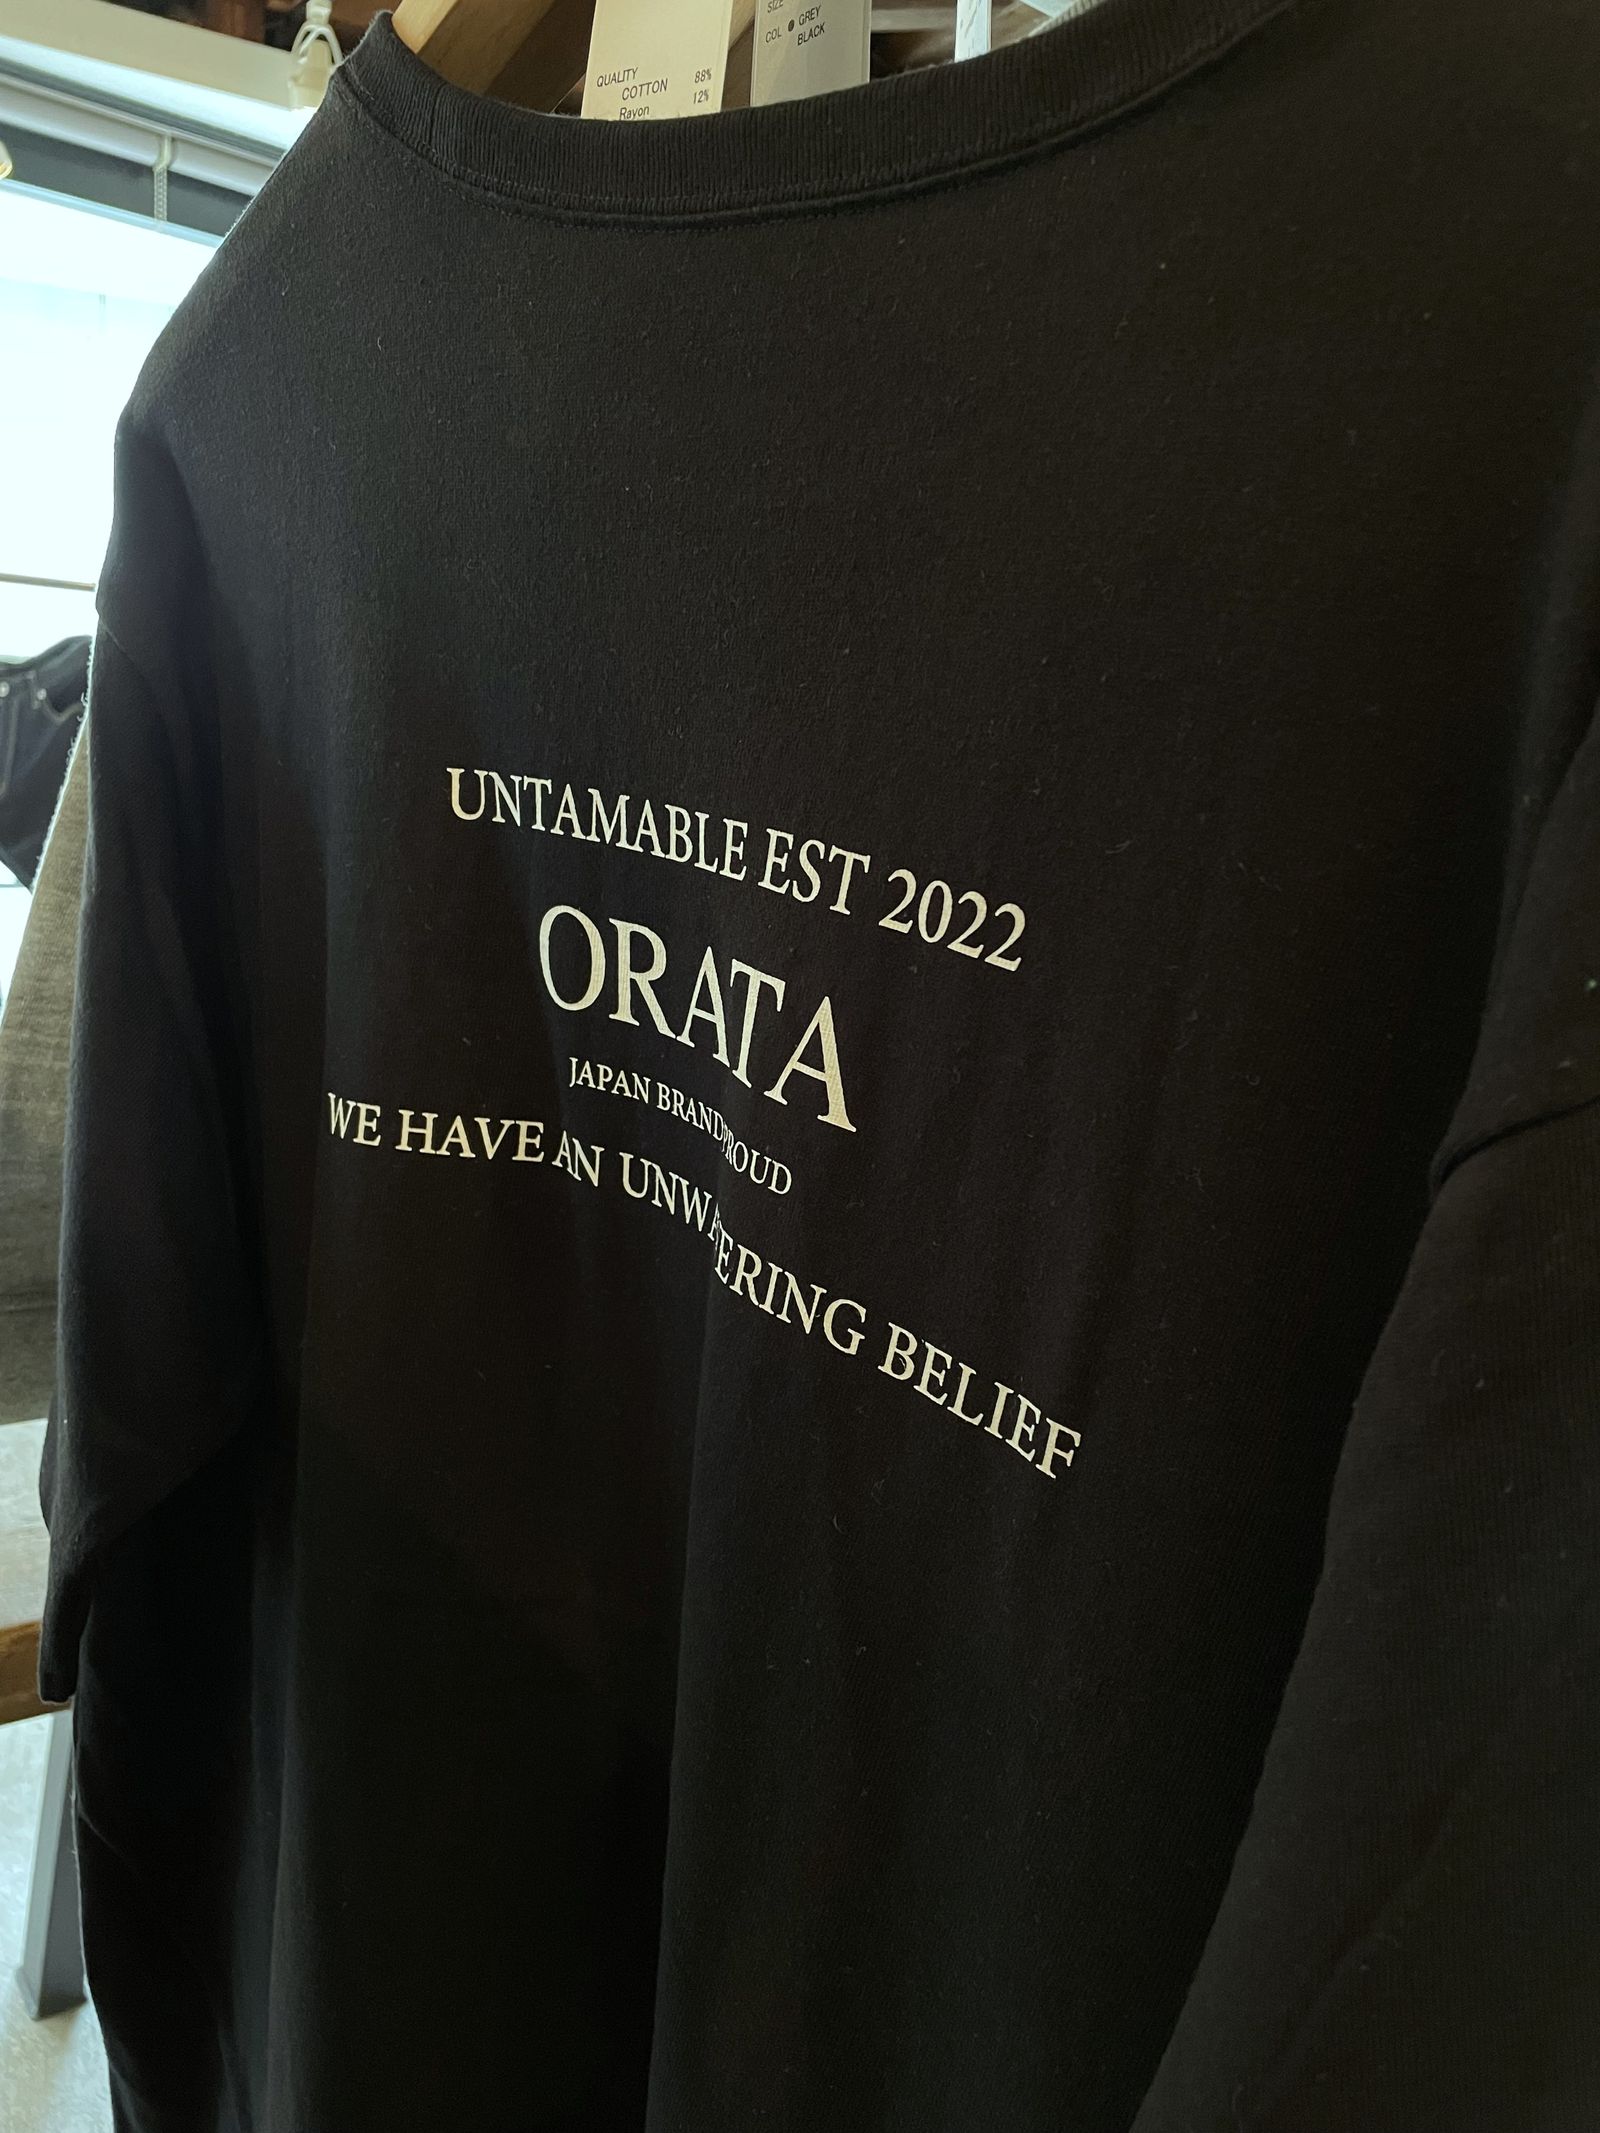 QUALITY
COTTON 88%
Rayon 12%
SIZE
COL ● GREY
BLACK
UNTAMABLE EST 2022
ORATA
JAPAN BRAND PROUD
WE HAVE AN UNWAVERING BELIEF